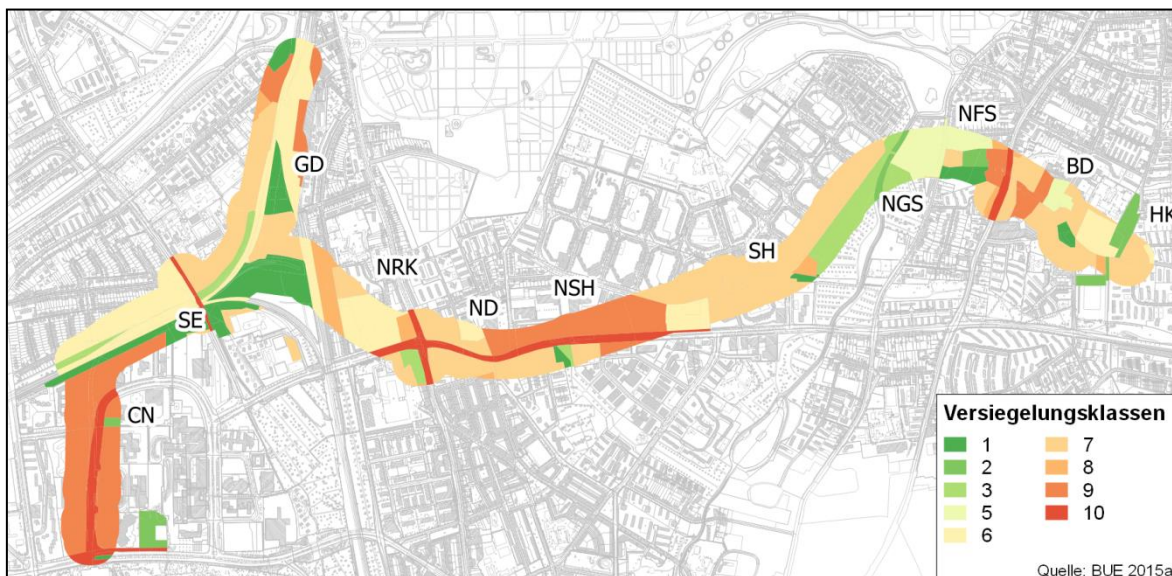 NFS
BD
GD
HK
NGS
NRK
SH
NSH
ND
SE
CN
Versiegelungsklassen
1 7
2 8
3 9
5 10
6
Quelle: BUE 2015a